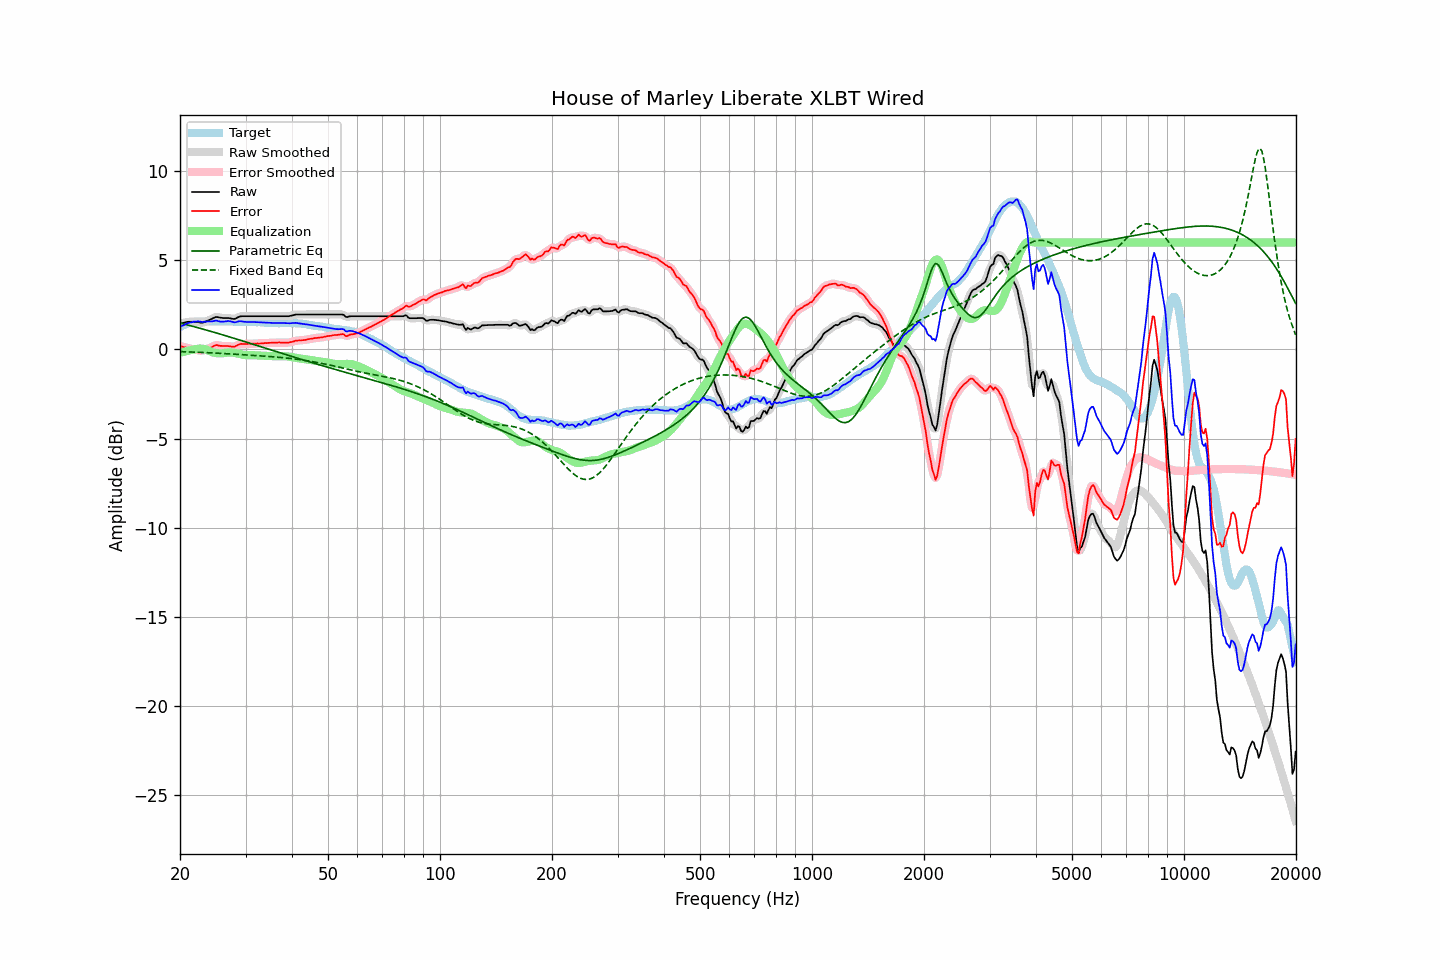 House of Marley Liberate XLBT Wired
Target
Raw Smoothed
Error Smoothed
Raw
Error
Equalization
Parametric Eq
Fixed Band Eq
Equalized
10
5
0
−5
−10
−15
−20
−25
Amplitude (dBr)
20
50
100
200
500
1000
2000
5000
10000
20000
Frequency (Hz)